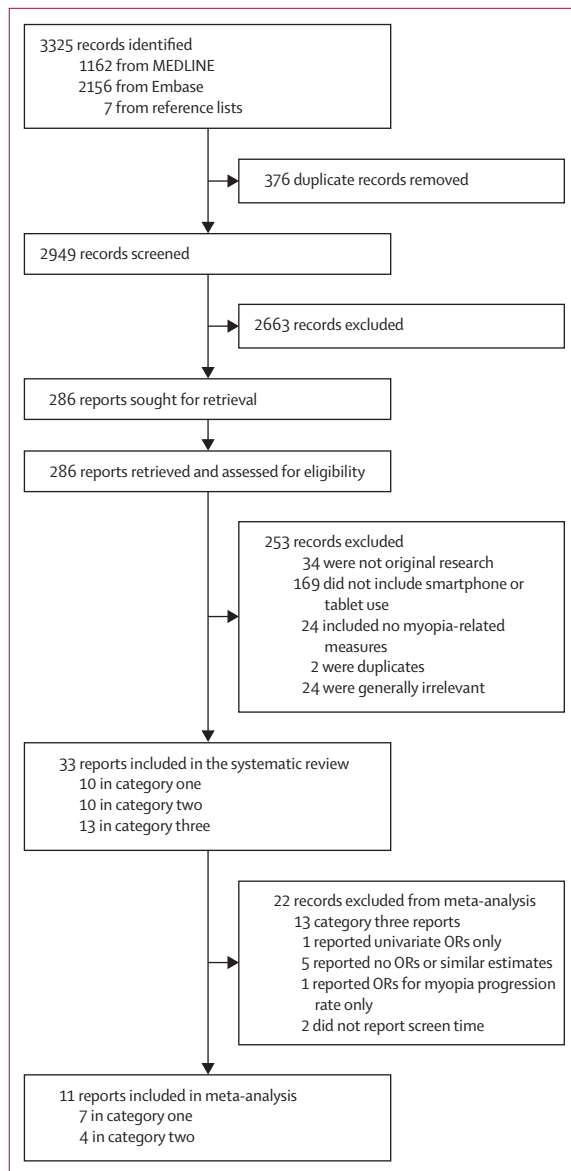 3325 records identified
1162 from MEDLINE
2156 from Embase
7 from reference lists
376 duplicate records removed
2949 records screened
2663 records excluded
286 reports sought for retrieval
286 reports retrieved and assessed for eligibility
253 records excluded
34 were not original research
169 did not include smartphone or
tablet use
24 included no myopia-related
measures
2 were duplicates
24 were generally irrelevant
33 reports included in the systematic review
10 in category one
10 in category two
13 in category three
22 records excluded from meta-analysis
13 category three reports
1 reported univariate ORs only
5 reported no ORs or similar estimates
1 reported ORs for myopia progression
rate only
2 did not report screen time
11 reports included in meta-analysis
7 in category one
4 in category two